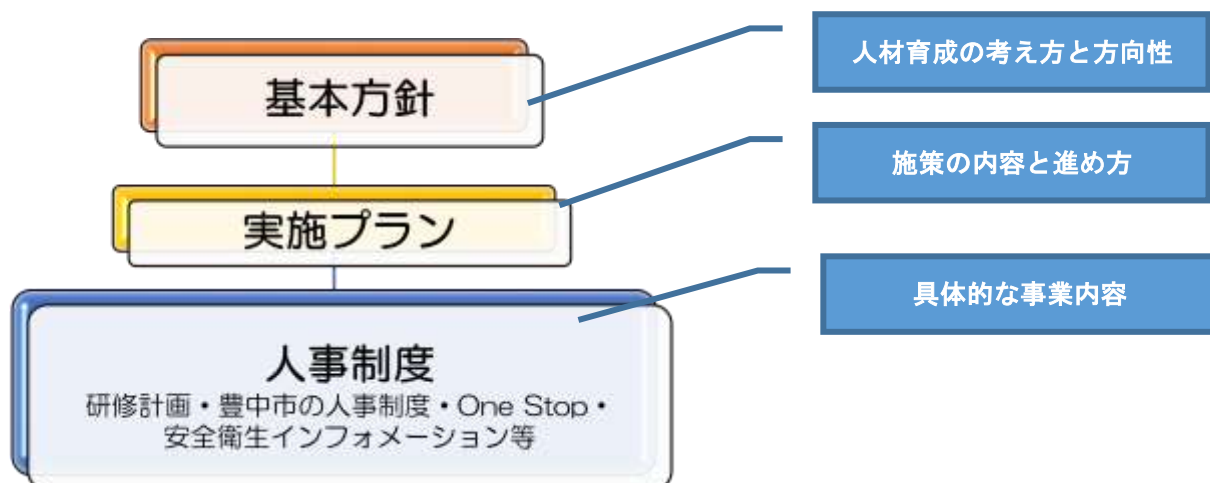 基本方針
人材育成の考え方と方向性
実施プラン
施策の内容と進め方
人事制度
研修計画・豊中市の人事制度・One Stop・
安全衛生インフォメーション等
具体的な事業内容